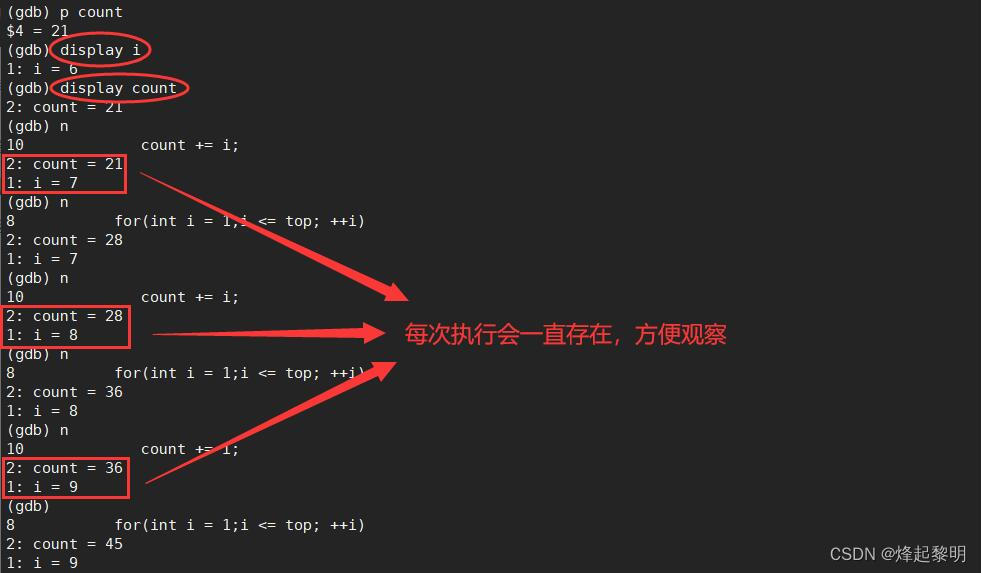 (gdb) p count
$4 = 21
(gdb) display i
1: i = 6
(gdb) display count
2: count = 21
(gdb) n
10             count += i;
2: count = 21
1: i = 7
(gdb) n
8           for(int i = 1;i <= top; ++i)
2: count = 28
1: i = 7
(gdb) n
10             count += i;
2: count = 28
1: i = 8
每次执行会一直存在，方便观察
(gdb) n
8           for(int i = 1;i <= top; ++i)
2: count = 36
1: i = 8
(gdb) n
10             count += i;
2: count = 36
1: i = 9
(gdb)
8           for(int i = 1;i <= top; ++i)
2: count = 45
1: i = 9
CSDN @烽起黎明